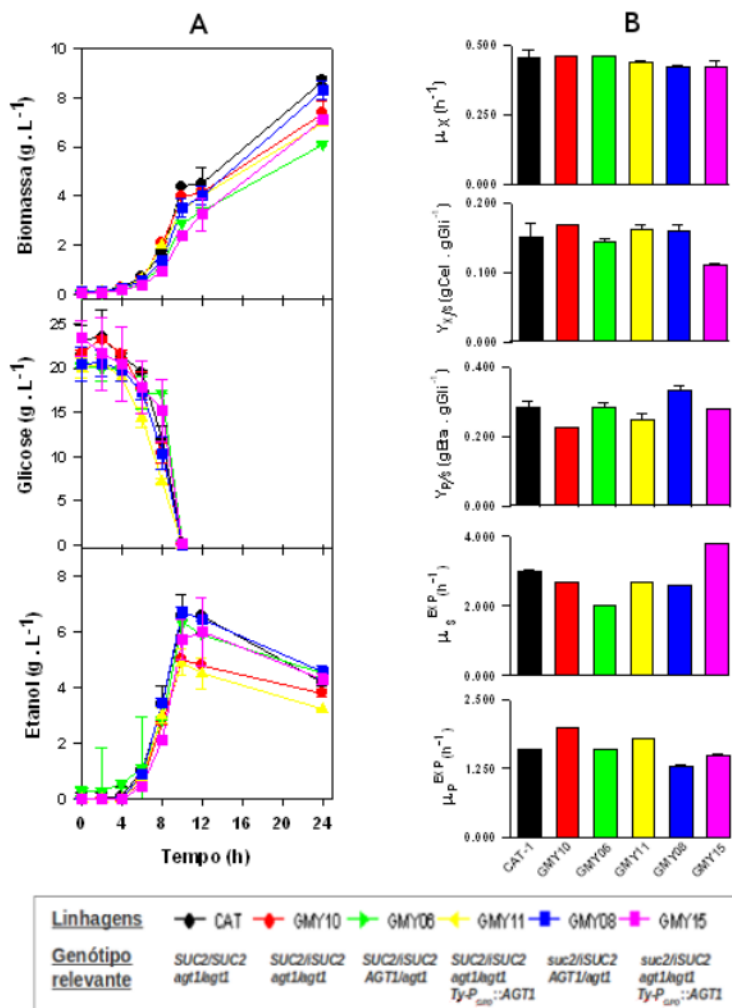 A
B
Biomassa (g . L⁻¹)
10
8
6
4
2
0
Glicose (g . L⁻¹)
25
20
15
10
5
0
Etanol (g . L⁻¹)
8
6
4
2
0
0 4 8 12 16 20 24
Tempo (h)
μχ (h⁻¹)
0.500
0.250
0.000
Yx/s (gCel . gGli⁻¹)
0.200
0.100
0.000
Yp/s (gEta . gGli⁻¹)
0.400
0.200
0.000
μs EXP (h⁻¹)
4.000
2.000
0.000
μp EXP (h⁻¹)
2.500
1.250
0.000
CAT-1 GMY10 GMY06 GMY11 GMY08 GMY15
Linhagens CAT GMY10 GMY06 GMY11 GMY08 GMY15
Genótipo SUC2/SUC2 SUC2/iSUC2 SUC2/iSUC2 SUC2/SUC2 suc2/iSUC2 suc2/iSUC2
relevante agt1/agt1 agt1/agt1 AGT1/agt1 agt1/agt1 AGT1/agt1 agt1/agt1
Ty-P GPD::AGT1 Ty-P GPD::AGT1